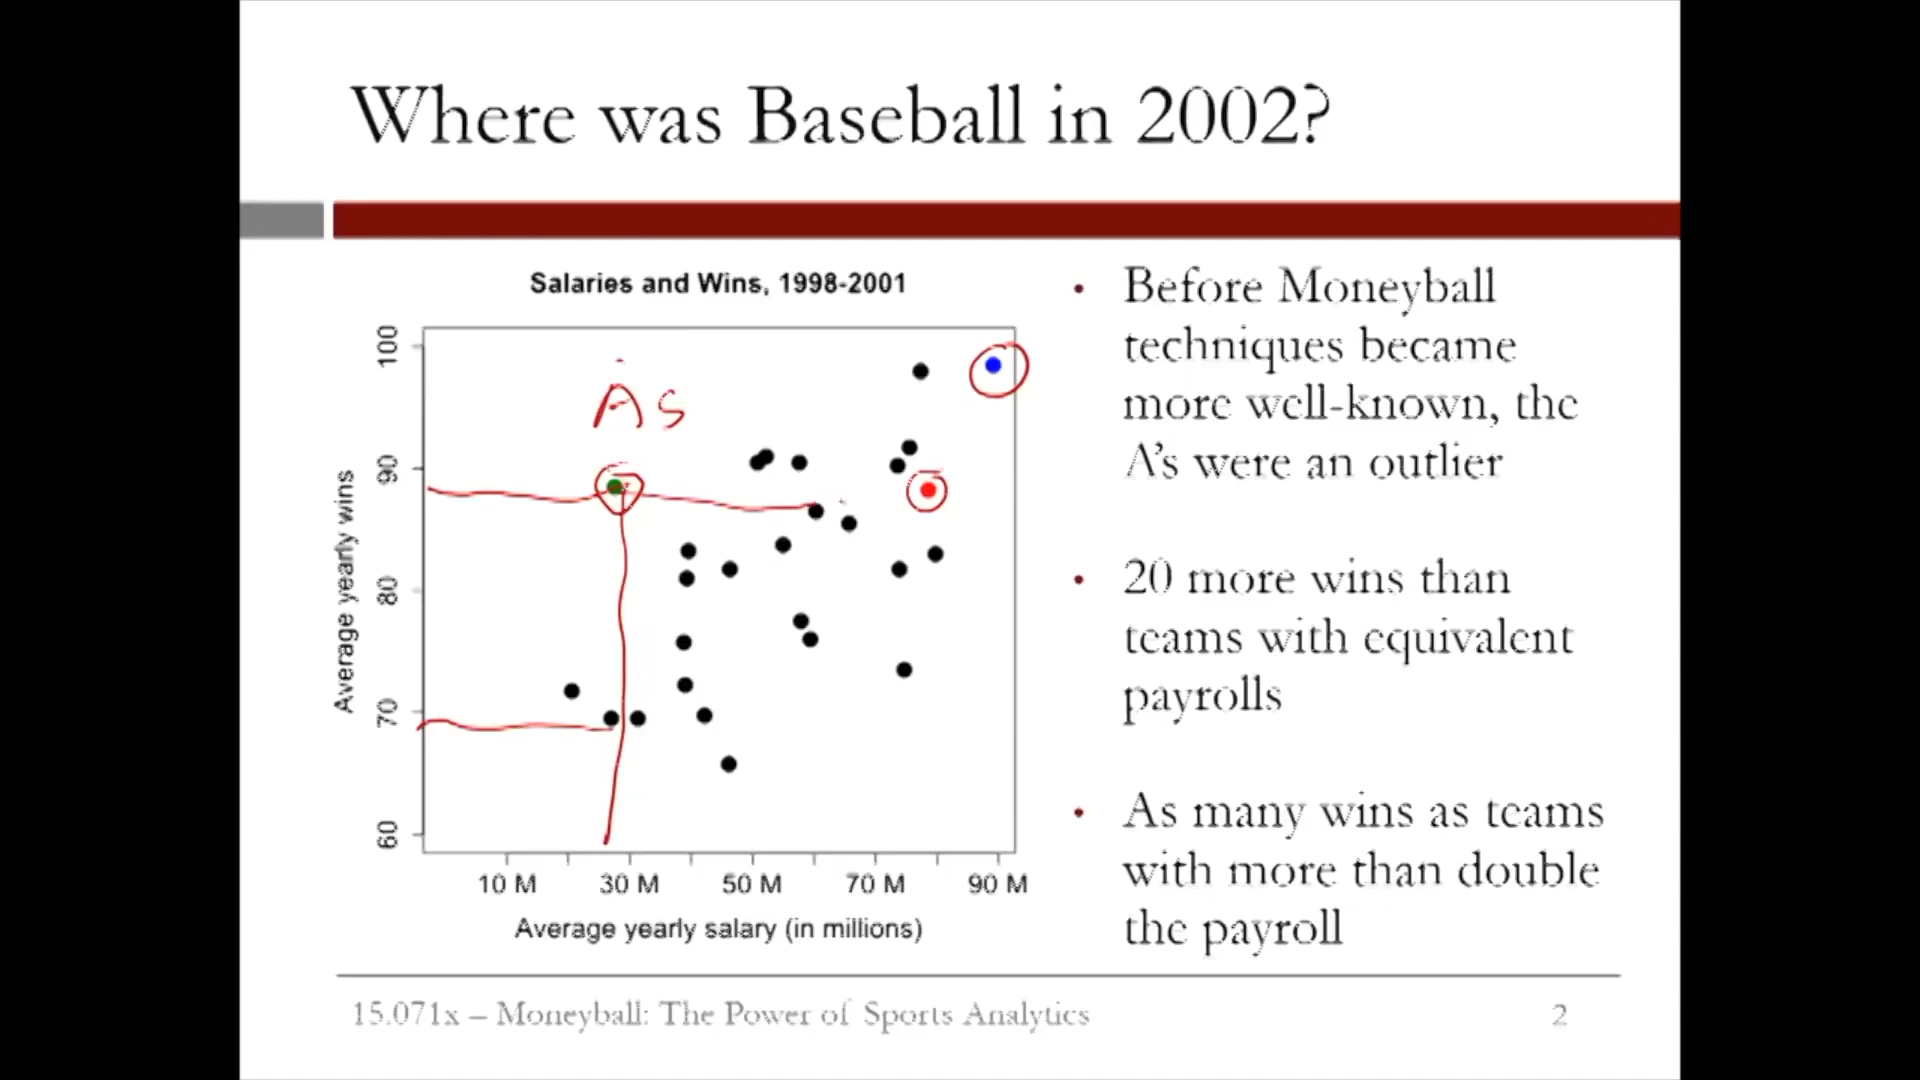 Where was Baseball in 2002?
Salaries and Wins, 1998-2001
100
90
80
70
60
Average yearly wins
As
10 M 30 M 50 M 70 M 90 M
Average yearly salary (in millions)
• Before Moneyball
techniques became
more well-known, the
A's were an outlier
• 20 more wins than
teams with equivalent
payrolls
• As many wins as teams
with more than double
the payroll
15.071x – Moneyball: The Power of Sports Analytics 2